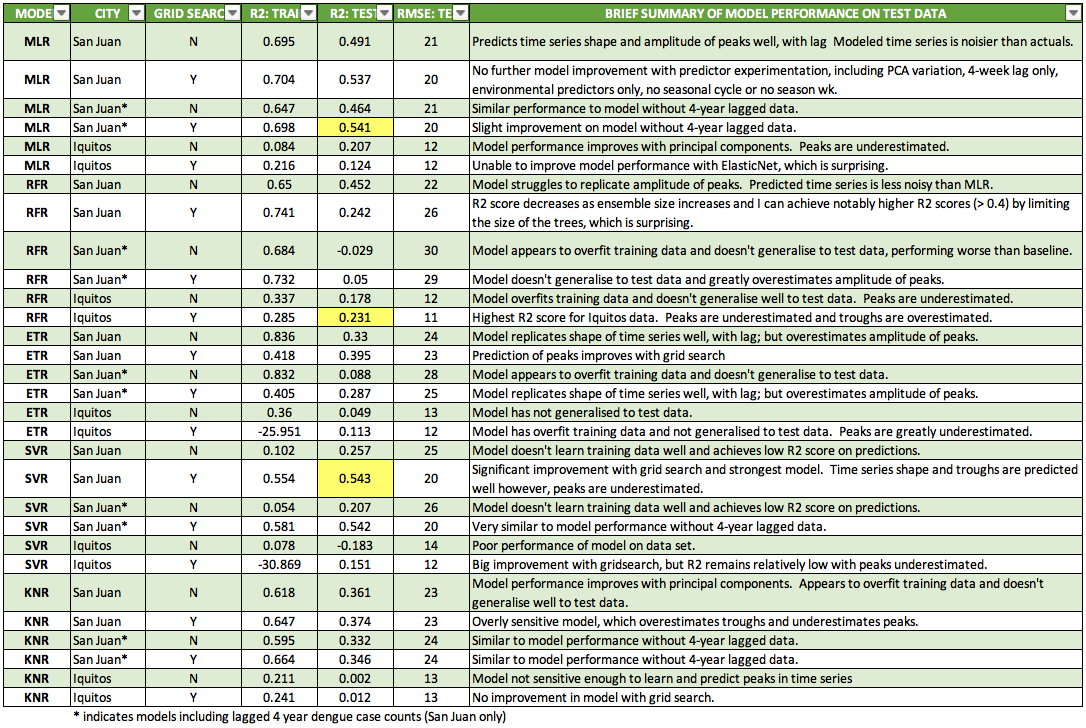 MODE CITY GRID SEARC R2: TRAI R2: TEST RMSE: TE BRIEF SUMMARY OF MODEL PERFORMANCE ON TEST DATA
MLR San Juan N 0.695 0.491 21 Predicts time series shape and amplitude of peaks well, with lag Modeled time series is noisier than actuals.
MLR San Juan Y 0.704 0.537 20 No further model improvement with predictor experimentation, including PCA variation, 4-week lag only,
environmental predictors only, no seasonal cycle or no season wk.
MLR San Juan* N 0.647 0.464 21 Similar performance to model without 4-year lagged data.
MLR San Juan* Y 0.698 0.541 20 Slight improvement on model without 4-year lagged data.
MLR Iquitos N 0.084 0.207 12 Model performance improves with principal components. Peaks are underestimated.
MLR Iquitos Y 0.216 0.124 12 Unable to improve model performance with ElasticNet, which is surprising.
RFR San Juan N 0.65 0.452 22 Model struggles to replicate amplitude of peaks. Predicted time series is less noisy than MLR.
RFR San Juan Y 0.741 0.242 26 R2 score decreases as ensemble size increases and I can achieve notably higher R2 scores (> 0.4) by limiting
the size of the trees, which is surprising.
RFR San Juan* N 0.684 -0.029 30 Model appears to overfit training data and doesn't generalise to test data, performing worse than baseline.
RFR San Juan* Y 0.732 0.05 29 Model doesn't generalise to test data and greatly overestimates amplitude of peaks.
RFR Iquitos N 0.337 0.178 12 Model overfits training data and doesn't generalise well to test data. Peaks are underestimated.
RFR Iquitos Y 0.285 0.231 11 Highest R2 score for Iquitos data. Peaks are underestimated and troughs are overestimated.
ETR San Juan N 0.836 0.33 24 Model replicates shape of time series well, with lag; but overestimates amplitude of peaks.
ETR San Juan Y 0.418 0.395 23 Prediction of peaks improves with grid search
ETR San Juan* N 0.832 0.088 28 Model appears to overfit training data and doesn't generalise to test data.
ETR San Juan* Y 0.405 0.287 25 Model replicates shape of time series well, with lag; but overestimates amplitude of peaks.
ETR Iquitos N 0.36 0.049 13 Model has not generalised to test data.
ETR Iquitos Y -25.951 0.113 12 Model has overfit training data and not generalised to test data. Peaks are greatly underestimated.
SVR San Juan N 0.102 0.257 25 Model doesn't learn training data well and achieves low R2 score on predictions.
SVR San Juan Y 0.554 0.543 20 Significant improvement with grid search and strongest model. Time series shape and troughs are predicted
well however, peaks are underestimated.
SVR San Juan* N 0.054 0.207 26 Model doesn't learn training data well and achieves low R2 score on predictions.
SVR San Juan* Y 0.581 0.542 20 Very similar to model performance without 4-year lagged data.
SVR Iquitos N 0.078 -0.183 14 Poor performance of model on data set.
SVR Iquitos Y -30.869 0.151 12 Big improvement with gridsearch, but R2 remains relatively low with peaks underestimated.
KNR San Juan N 0.618 0.361 23 Model performance improves with principal components. Appears to overfit training data and doesn't
generalise well to test data.
KNR San Juan Y 0.647 0.374 23 Overly sensitive model, which overestimates troughs and underestimates peaks.
KNR San Juan* N 0.595 0.332 24 Similar to model performance without 4-year lagged data.
KNR San Juan* Y 0.664 0.346 24 Similar to model performance without 4-year lagged data.
KNR Iquitos N 0.211 0.002 13 Model not sensitive enough to learn and predict peaks in time series
KNR Iquitos Y 0.241 0.012 13 No improvement in model with grid search.
* indicates models including lagged 4 year dengue case counts (San Juan only)